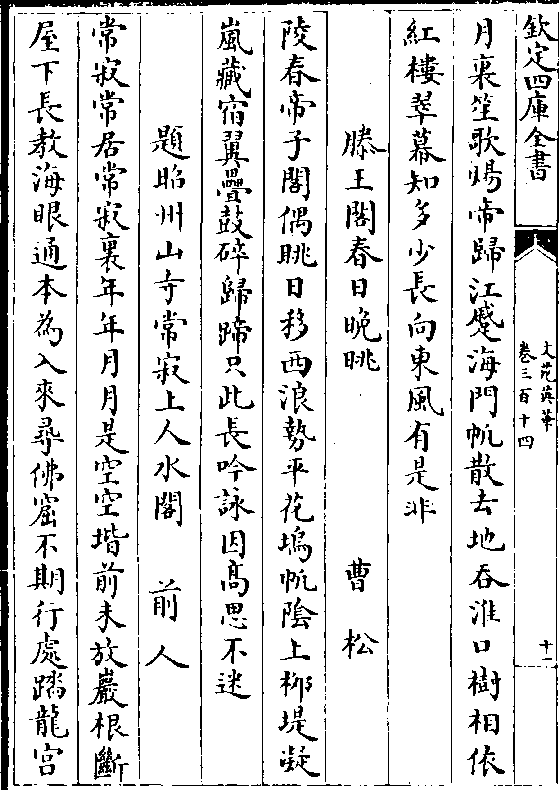 欽定四庫全書
文苑英華
卷三百十四
十一
月裏笙歌煬帝歸江蹙海門帆散去地吞淮口樹相依
紅樓翠幕知多少長向東風有是非
滕王閣春日晚眺　曹松
陵春帝子閣偶眺日移西浪勢平花塢帆陰上栁堤凝
嵐藏宿翼疊鼓碎歸蹄只此長吟詠因髙思不迷
題昭州山寺常寂上人水閣　前人
常寂常居常寂裏年年月月是空空堦前未放巖根斷
屋下長教海眼通本為入來尋佛窟不期行處踏龍宫